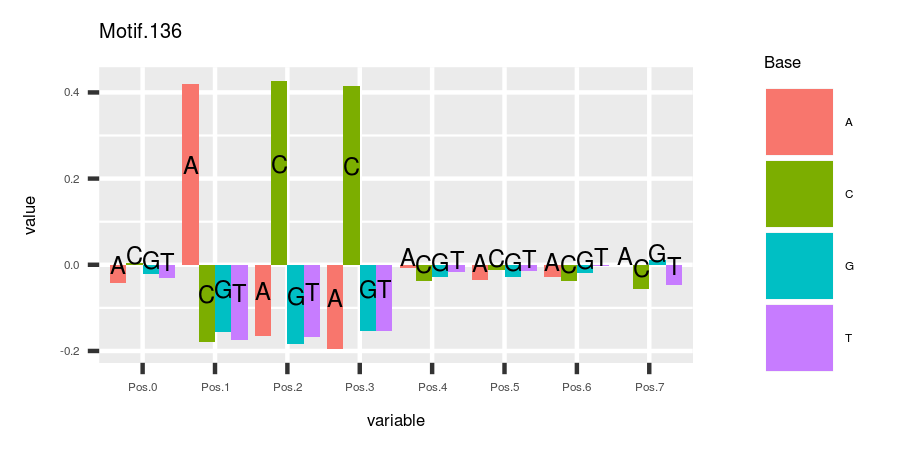 Motif.136
Base
A
C
G
T
value
0.4
0.2
0.0
-0.2
A C G T A C G T A C G T A C G T A C G T A C G T A C G T A C G T
Pos.0 Pos.1 Pos.2 Pos.3 Pos.4 Pos.5 Pos.6 Pos.7
variable